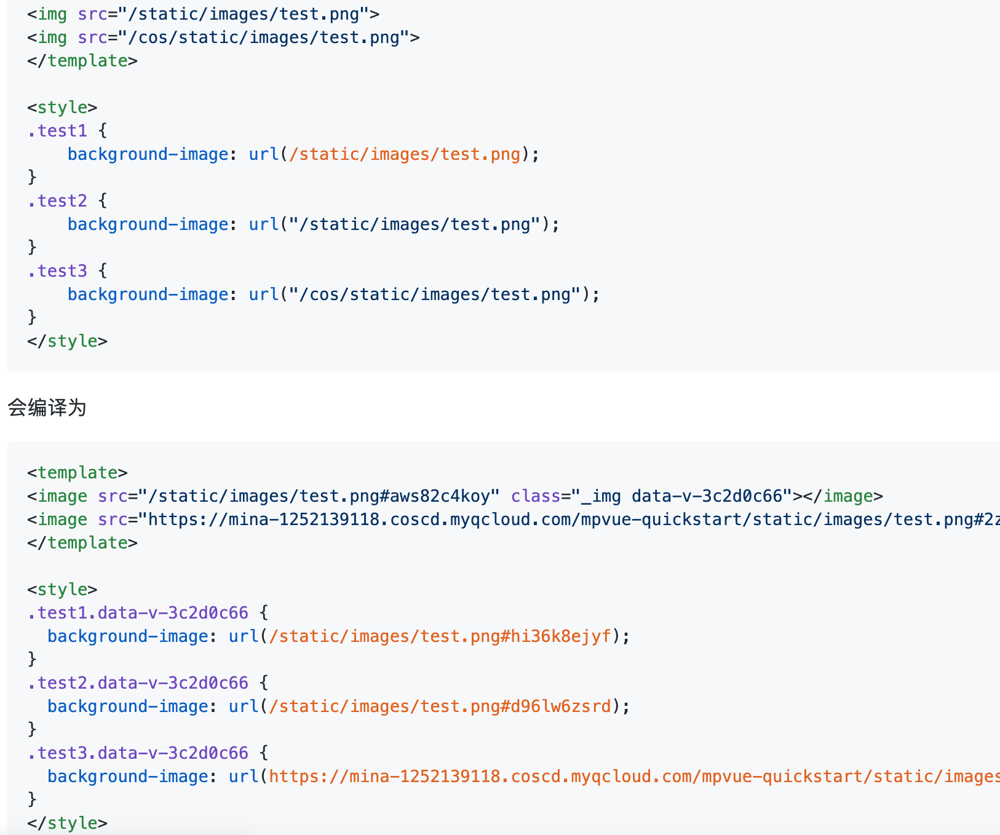 <img src="/static/images/test.png">
<img src="/cos/static/images/test.png">
</template>
<style>
.test1 {
    background-image: url(/static/images/test.png);
}
.test2 {
    background-image: url("/static/images/test.png");
}
.test3 {
    background-image: url("/cos/static/images/test.png");
}
</style>
会编译为
<template>
<image src="/static/images/test.png#aws82c4koy" class="_img data-v-3c2d0c66"></image>
<image src="https://mina-1252139118.coscd.myqcloud.com/mpvue-quickstart/static/images/test.png#2z
</template>
<style>
.test1.data-v-3c2d0c66 {
  background-image: url(/static/images/test.png#hi36k8ejyf);
}
.test2.data-v-3c2d0c66 {
  background-image: url(/static/images/test.png#d96lw6zsrd);
}
.test3.data-v-3c2d0c66 {
  background-image: url(https://mina-1252139118.coscd.myqcloud.com/mpvue-quickstart/static/images
}
</style>